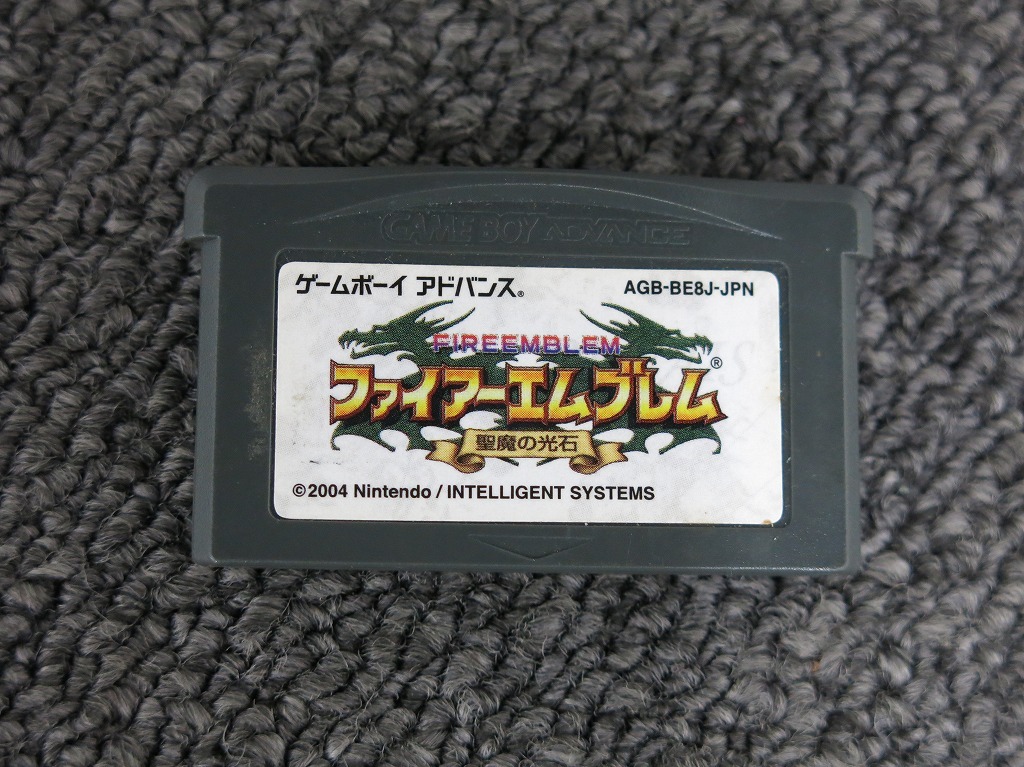 GAME BOY ADVANCE
ゲームボーイ アドバンス® AGB-BE8J-JPN
FIREEMBLEM
ファイアーエムブレム®
聖魔の光石
©2004 Nintendo / INTELLIGENT SYSTEMS